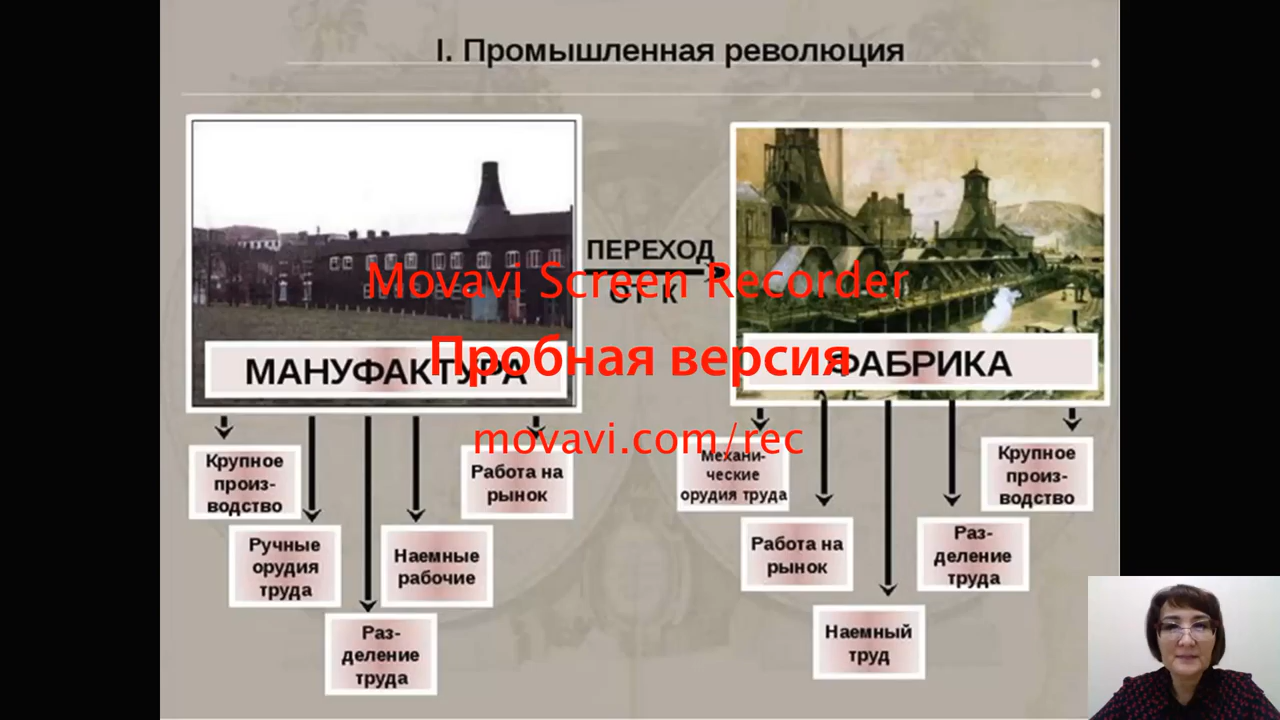 I. Промышленная революция
ПЕРЕХОД
ОТ К
Movavi Screen Recorder
Пробная версия
movavi.com/rec
МАНУФАКТУРА
ФАБРИКА
Крупное
произ-
водство
Ручные
орудия
труда
Раз-
деление
труда
Наемные
рабочие
Работа на
рынок
Механи-
ческие
орудия труда
Работа на
рынок
Наемный
труд
Раз-
деление
труда
Крупное
произ-
водство